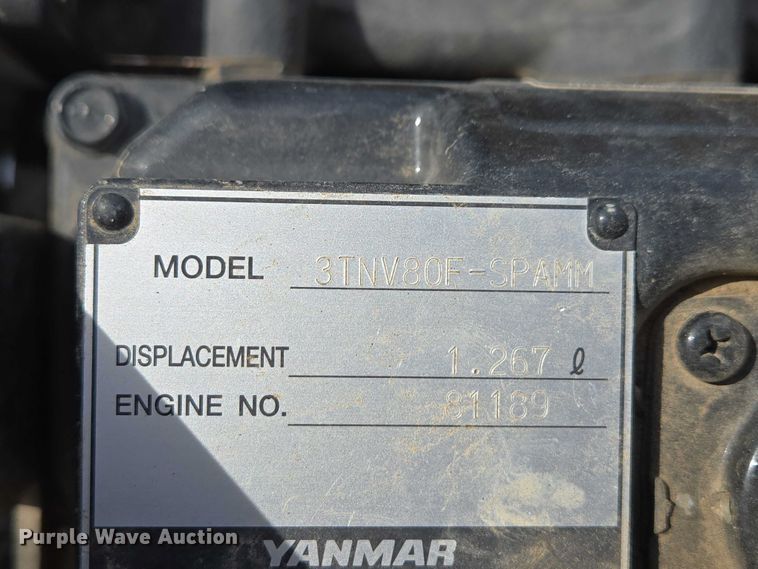 MODEL 3TNV80F-SPAMM
DISPLACEMENT 1.267 ℓ
ENGINE NO. 81189
YANMAR
Purple Wave Auction